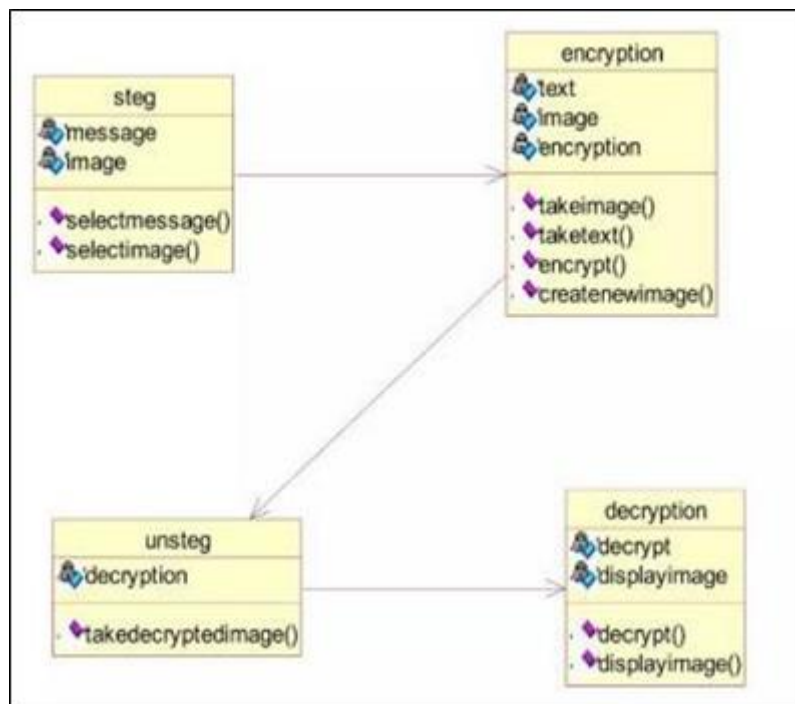 steg
message
image
selectmessage()
selectimage()
encryption
text
image
encryption
takeimage()
taketext()
encrypt()
createnewimage()
unsteg
decryption
takedecryptedimage()
decryption
decrypt
displayimage
decrypt()
displayimage()